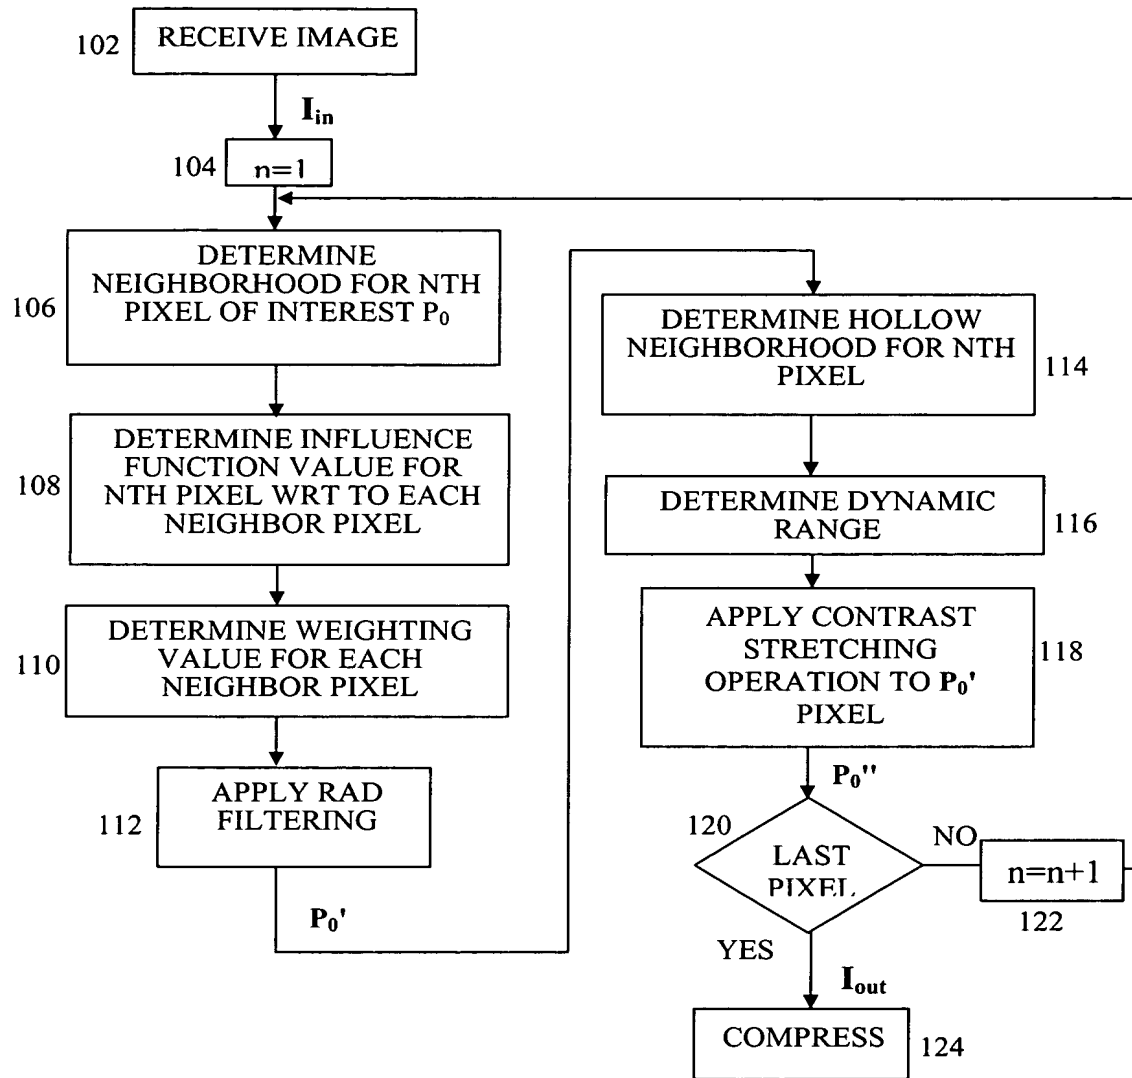 102
RECEIVE IMAGE
I_in
104
n=1
106
DETERMINE
NEIGHBORHOOD FOR NTH
PIXEL OF INTEREST P₀
108
DETERMINE INFLUENCE
FUNCTION VALUE FOR
NTH PIXEL WRT TO EACH
NEIGHBOR PIXEL
110
DETERMINE WEIGHTING
VALUE FOR EACH
NEIGHBOR PIXEL
112
APPLY RAD
FILTERING
P₀'
DETERMINE HOLLOW
NEIGHBORHOOD FOR NTH
PIXEL
114
DETERMINE DYNAMIC
RANGE
116
APPLY CONTRAST
STRETCHING
OPERATION TO P₀'
PIXEL
118
P₀''
120
LAST
PIXEL
NO
n=n+1
122
YES
I_out
COMPRESS
124